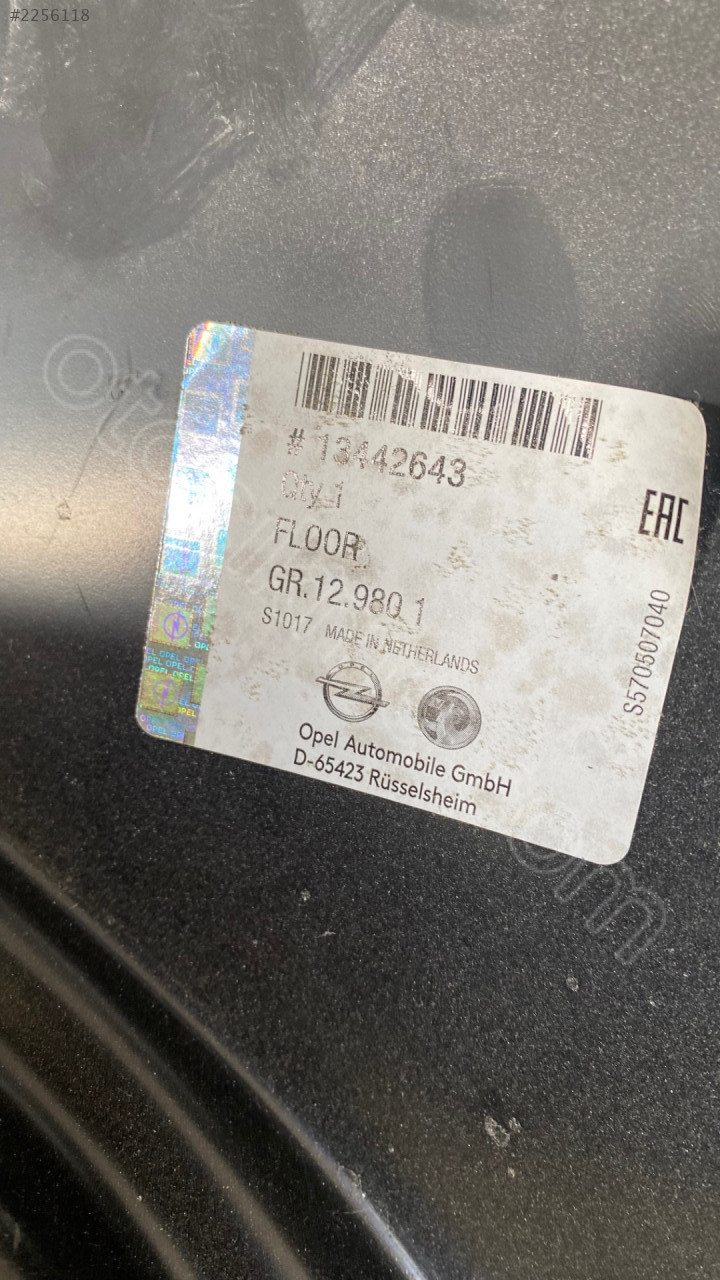 #2256118
# 13442643
Qty 1
FLOOR
GR.12.980 1
S1017 MADE IN NETHERLANDS
OPEL
Opel Automobile GmbH
D-65423 Rüsselsheim
EAC
S570507040